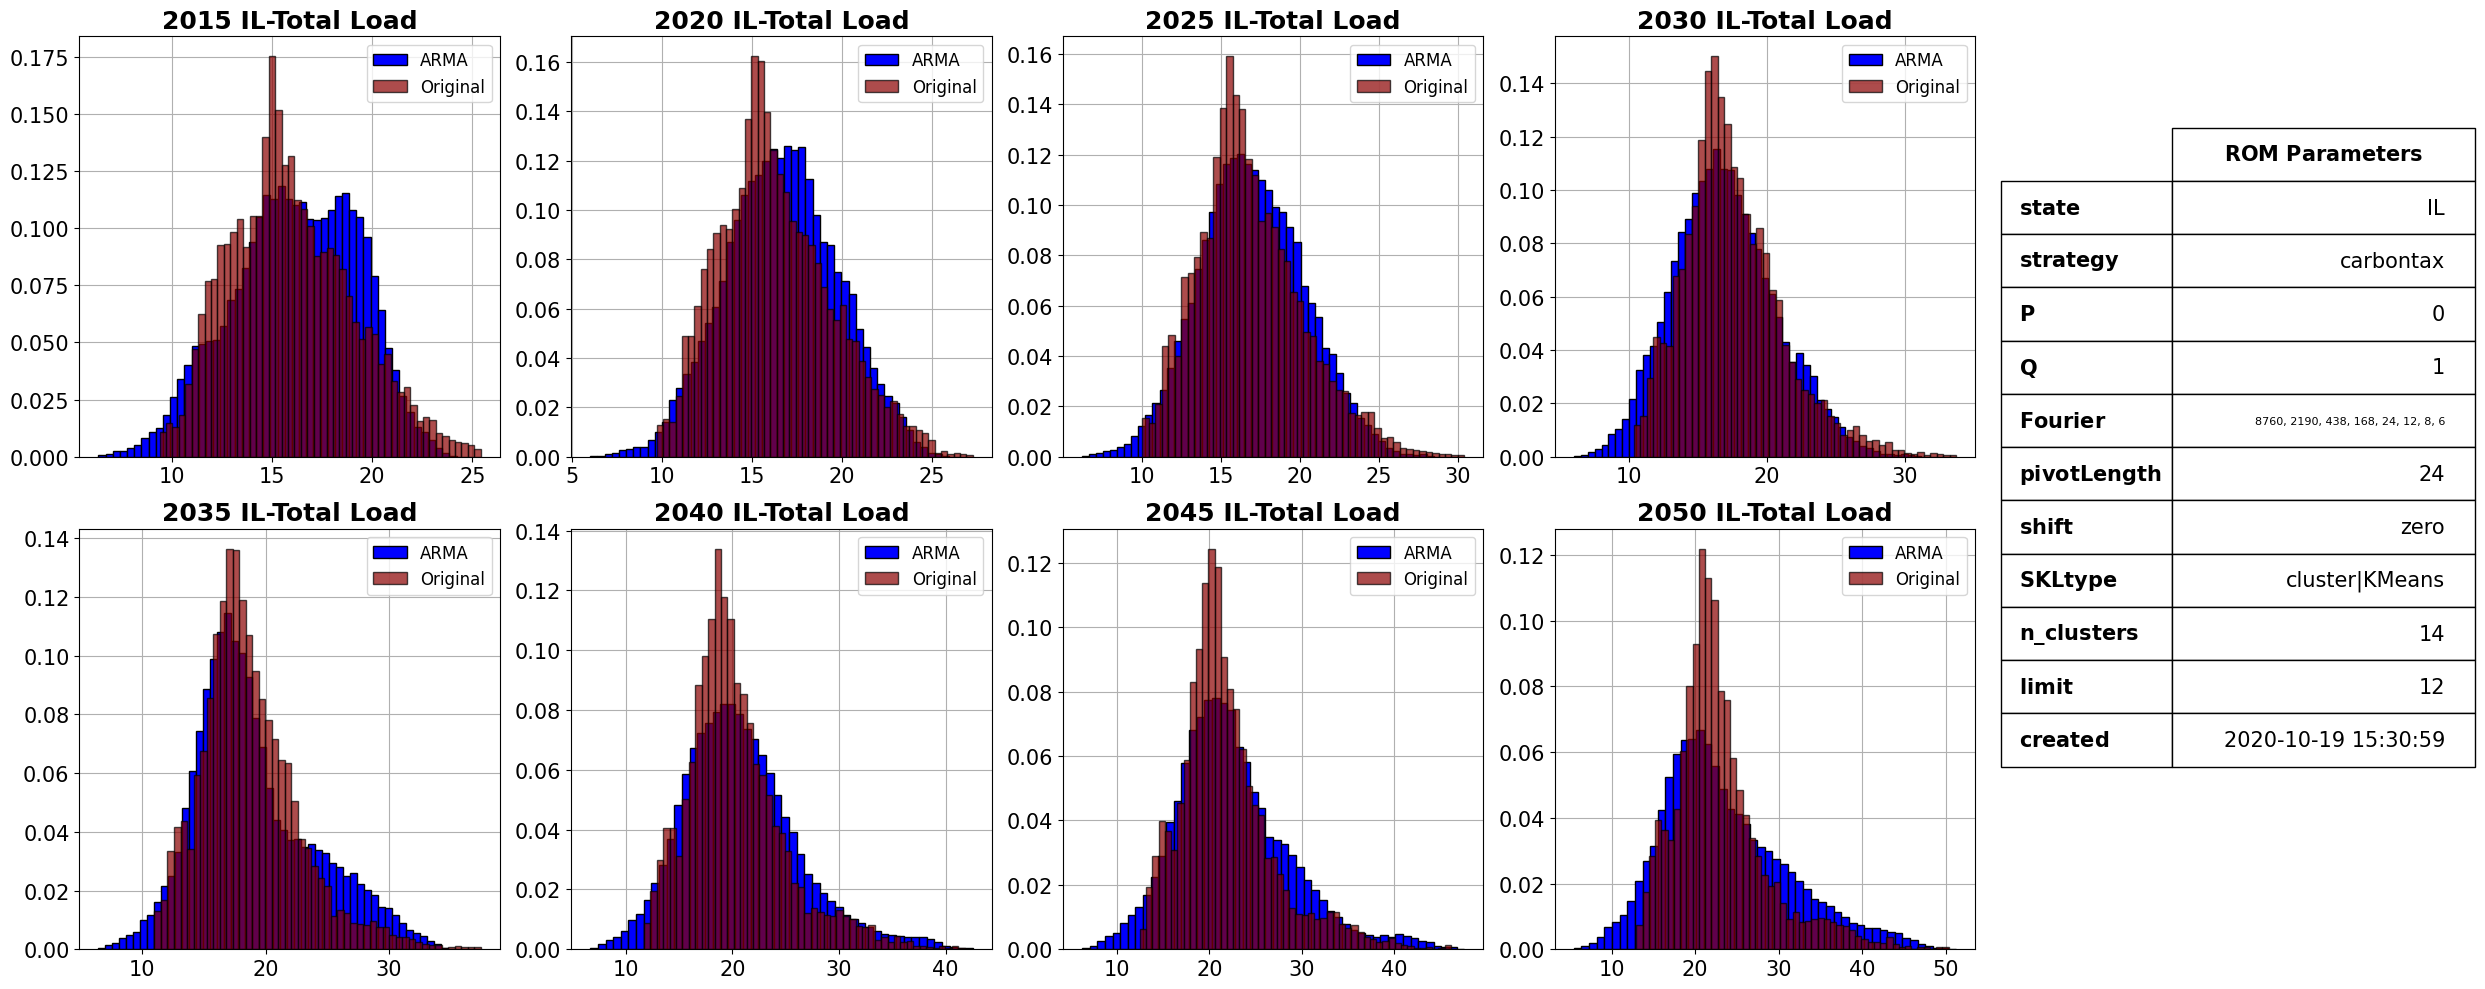 2015 IL-Total Load
0.175
0.150
0.125
0.100
0.075
0.050
0.025
0.000
10 15 20 25
ARMA
Original
2020 IL-Total Load
0.16
0.14
0.12
0.10
0.08
0.06
0.04
0.02
0.00
5 10 15 20 25
ARMA
Original
2025 IL-Total Load
0.16
0.14
0.12
0.10
0.08
0.06
0.04
0.02
0.00
10 15 20 25 30
ARMA
Original
2030 IL-Total Load
0.14
0.12
0.10
0.08
0.06
0.04
0.02
0.00
10 20 30
ARMA
Original
2035 IL-Total Load
0.14
0.12
0.10
0.08
0.06
0.04
0.02
0.00
10 20 30
ARMA
Original
2040 IL-Total Load
0.14
0.12
0.10
0.08
0.06
0.04
0.02
0.00
10 20 30 40
ARMA
Original
2045 IL-Total Load
0.12
0.10
0.08
0.06
0.04
0.02
0.00
10 20 30 40
ARMA
Original
2050 IL-Total Load
0.12
0.10
0.08
0.06
0.04
0.02
0.00
10 20 30 40 50
ARMA
Original
ROM Parameters
state IL
strategy carbontax
P 0
Q 1
Fourier 8760, 2190, 438, 168, 24, 12, 8, 6
pivotLength 24
shift zero
SKLtype cluster|KMeans
n_clusters 14
limit 12
created 2020-10-19 15:30:59